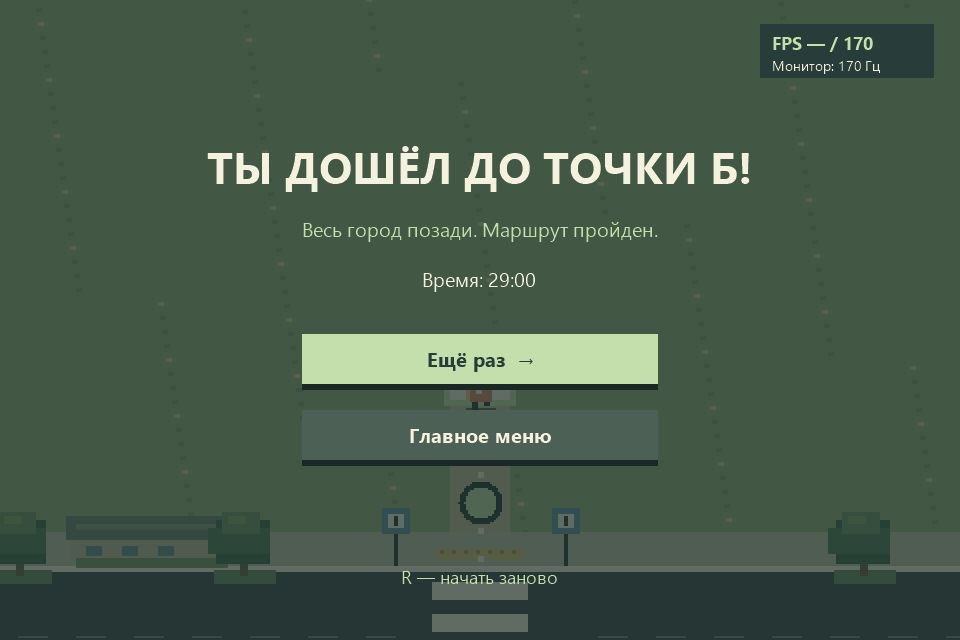 FPS — / 170
Монитор: 170 Гц
ТЫ ДОШЁЛ ДО ТОЧКИ Б!
Весь город позади. Маршрут пройден.
Время: 29:00
Ещё раз →
Главное меню
R — начать заново